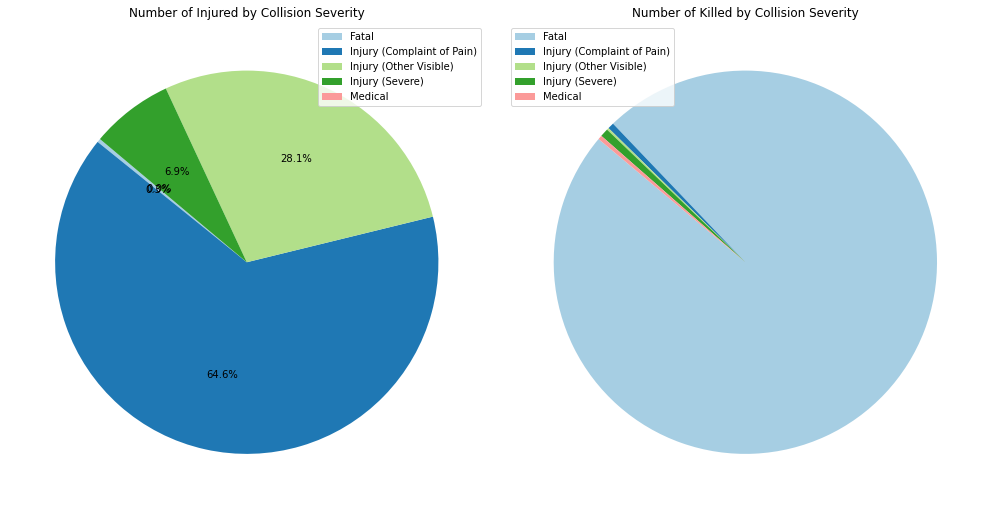 Number of Injured by Collision Severity
Fatal
Injury (Complaint of Pain)
Injury (Other Visible)
Injury (Severe)
Medical
28.1%
6.9%
64.6%
Number of Killed by Collision Severity
Fatal
Injury (Complaint of Pain)
Injury (Other Visible)
Injury (Severe)
Medical